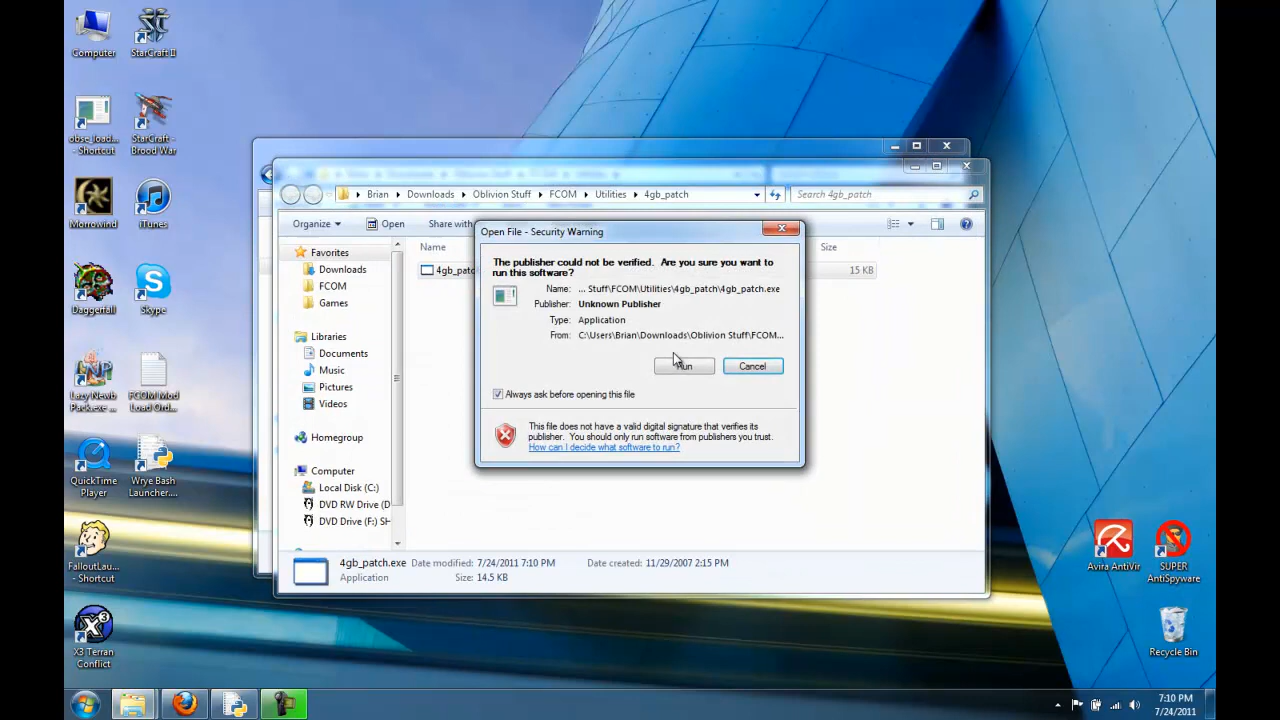 Computer
StarCraft II
obse_load...
- Shortcut
StarCraft -
Brood War
Morrowind
iTunes
Daggerfall
Skype
Lazy Newb
Pack.exe ...
FCOM Mod
Load Ord...
QuickTime
Player
Wrye Bash
Launcher....
FalloutLau...
- Shortcut
X3 Terran
Conflict
Brian
Downloads
Oblivion Stuff
FCOM
Utilities
4gb_patch
Search 4gb_patch
Organize
Open
Share with
Name
Size
4gb_patc
15 KB
Favorites
Downloads
FCOM
Games
Libraries
Documents
Music
Pictures
Videos
Homegroup
Computer
Local Disk (C:)
DVD RW Drive (D
DVD Drive (F:) SH
Open File - Security Warning
The publisher could not be verified. Are you sure you want to
run this software?
Name: ... Stuff\FCOM\Utilities\4gb_patch\4gb_patch.exe
Publisher: Unknown Publisher
Type: Application
From: C:\Users\Brian\Downloads\Oblivion Stuff\FCOM...
Run
Cancel
Always ask before opening this file
This file does not have a valid digital signature that verifies its
publisher. You should only run software from publishers you trust.
How can I decide what software to run?
4gb_patch.exe Date modified: 7/24/2011 7:10 PM Date created: 11/29/2007 2:15 PM
Application Size: 14.5 KB
Avira AntiVir
SUPER
AntiSpyware
Recycle Bin
7:10 PM
7/24/2011